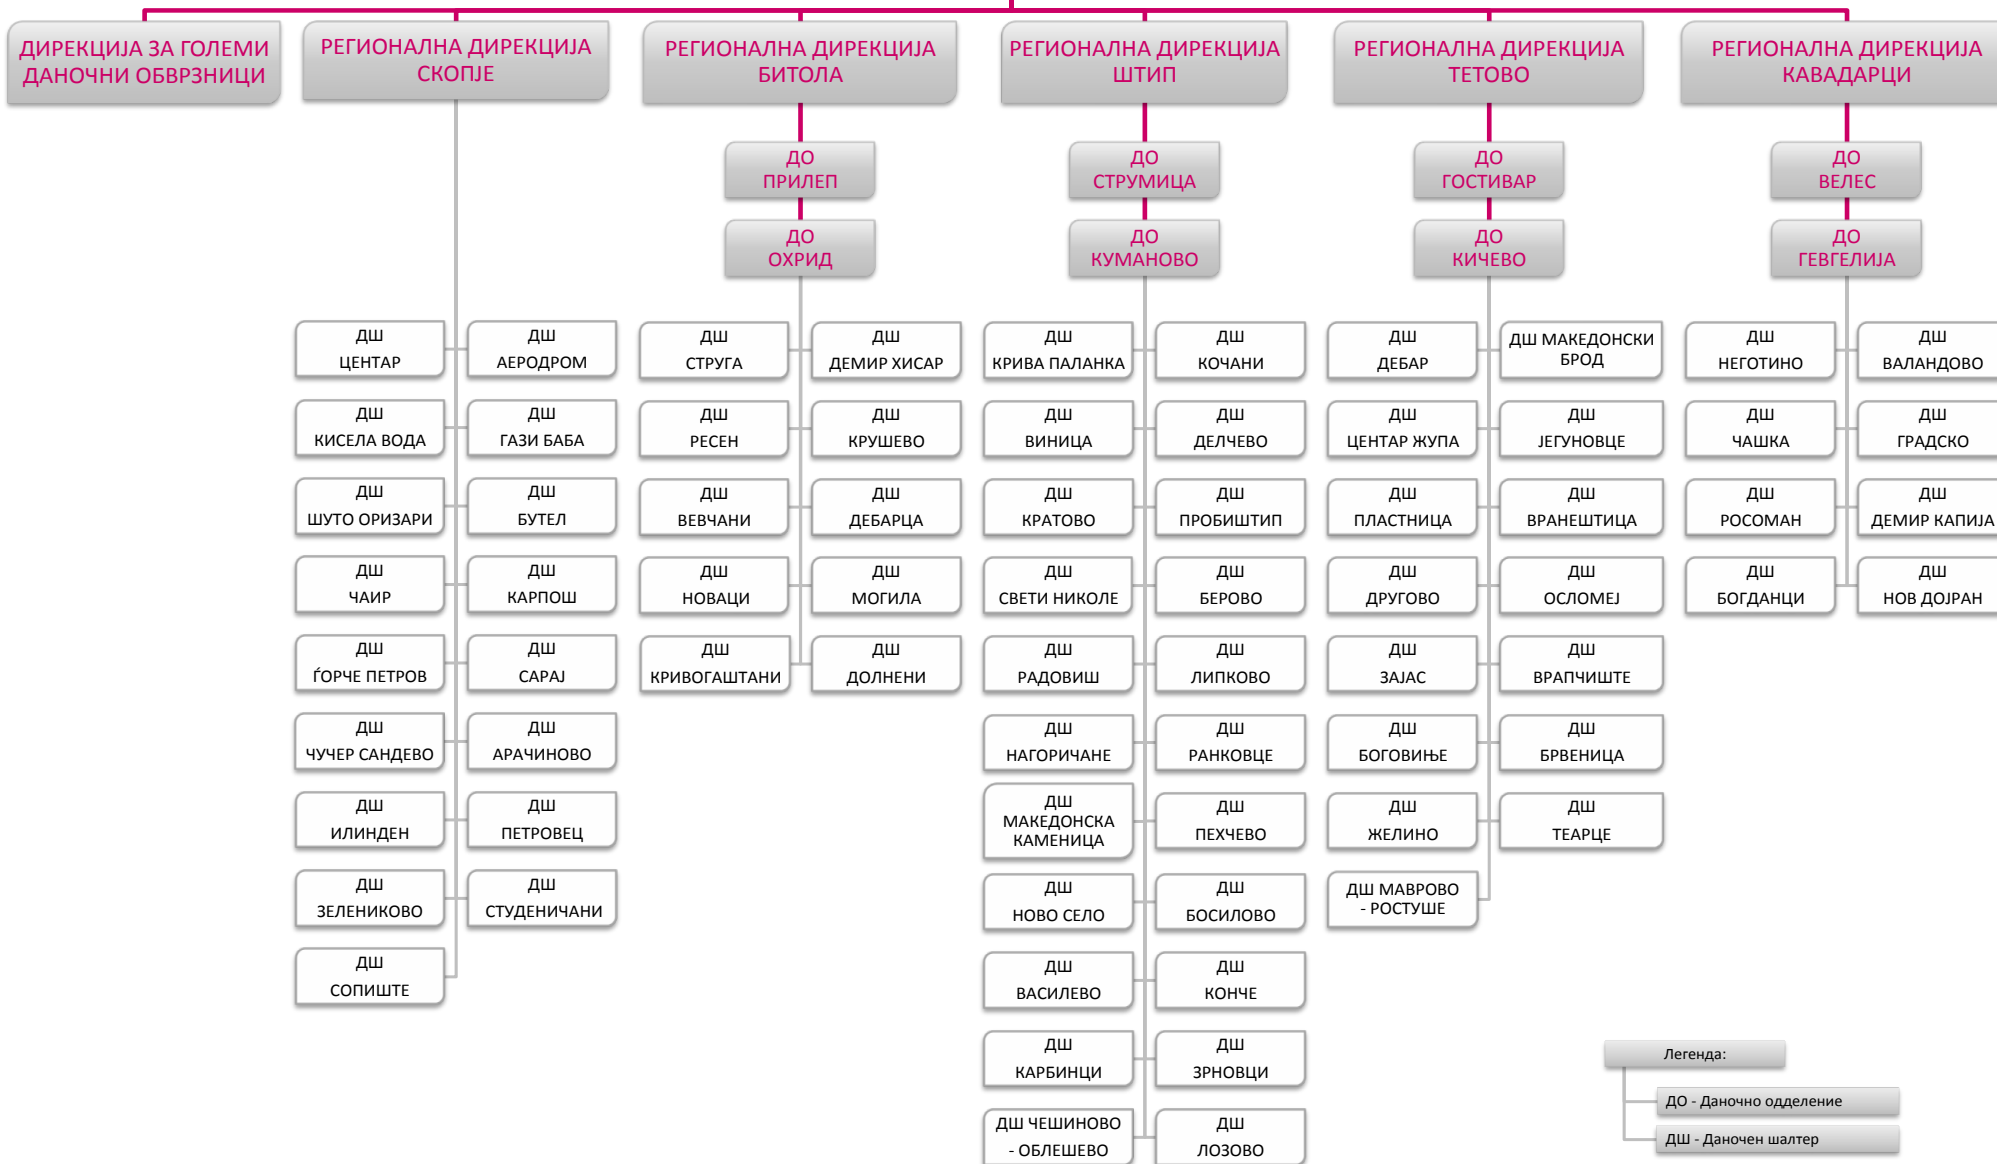 ДИРЕКЦИЈА ЗА ГОЛЕМИ
ДАНОЧНИ ОБВРЗНИЦИ
РЕГИОНАЛНА ДИРЕКЦИЈА
СКОПЈЕ
РЕГИОНАЛНА ДИРЕКЦИЈА
БИТОЛА
РЕГИОНАЛНА ДИРЕКЦИЈА
ШТИП
РЕГИОНАЛНА ДИРЕКЦИЈА
ТЕТОВО
РЕГИОНАЛНА ДИРЕКЦИЈА
КАВАДАРЦИ
ДО
ПРИЛЕП
ДО
СТРУМИЦА
ДО
ГОСТИВАР
ДО
ВЕЛЕС
ДО
ОХРИД
ДО
КУМАНОВО
ДО
КИЧЕВО
ДО
ГЕВГЕЛИЈА
ДШ
ЦЕНТАР
ДШ
АЕРОДРОМ
ДШ
КИСЕЛА ВОДА
ДШ
ГАЗИ БАБА
ДШ
ШУТО ОРИЗАРИ
ДШ
БУТЕЛ
ДШ
ЧАИР
ДШ
КАРПОШ
ДШ
ЃОРЧЕ ПЕТРОВ
ДШ
САРАЈ
ДШ
ЧУЧЕР САНДЕВО
ДШ
АРАЧИНОВО
ДШ
ИЛИНДЕН
ДШ
ПЕТРОВЕЦ
ДШ
ЗЕЛЕНИКОВО
ДШ
СТУДЕНИЧАНИ
ДШ
СОПИШТЕ
ДШ
СТРУГА
ДШ
ДЕМИР ХИСАР
ДШ
РЕСЕН
ДШ
КРУШЕВО
ДШ
ВЕВЧАНИ
ДШ
ДЕБАРЦА
ДШ
НОВАЦИ
ДШ
МОГИЛА
ДШ
КРИВОГАШТАНИ
ДШ
ДОЛНЕНИ
ДШ
КРИВА ПАЛАНКА
ДШ
КОЧАНИ
ДШ
ВИНИЦА
ДШ
ДЕЛЧЕВО
ДШ
КРАТОВО
ДШ
ПРОБИШТИП
ДШ
СВЕТИ НИКОЛЕ
ДШ
БЕРОВО
ДШ
РАДОВИШ
ДШ
ЛИПКОВО
ДШ
НАГОРИЧАНЕ
ДШ
РАНКОВЦЕ
ДШ
МАКЕДОНСКА
КАМЕНИЦА
ДШ
ПЕХЧЕВО
ДШ
НОВО СЕЛО
ДШ
БОСИЛОВО
ДШ
ВАСИЛЕВО
ДШ
КОНЧЕ
ДШ
КАРБИНЦИ
ДШ
ЗРНОВЦИ
ДШ ЧЕШИНОВО
- ОБЛЕШЕВО
ДШ
ЛОЗОВО
ДШ
ДЕБАР
ДШ МАКЕДОНСКИ
БРОД
ДШ
ЦЕНТАР ЖУПА
ДШ
ЈЕГУНОВЦЕ
ДШ
ПЛАСТНИЦА
ДШ
ВРАНЕШТИЦА
ДШ
ДРУГОВО
ДШ
ОСЛОМЕЈ
ДШ
ЗАЈАС
ДШ
ВРАПЧИШТЕ
ДШ
БОГОВИЊЕ
ДШ
БРВЕНИЦА
ДШ
ЖЕЛИНО
ДШ
ТЕАРЦЕ
ДШ МАВРОВО
- РОСТУШЕ
ДШ
НЕГОТИНО
ДШ
ВАЛАНДОВО
ДШ
ЧАШКА
ДШ
ГРАДСКО
ДШ
РОСОМАН
ДШ
ДЕМИР КАПИЈА
ДШ
БОГДАНЦИ
ДШ
НОВ ДОЈРАН
Легенда:
ДО - Даночно одделение
ДШ - Даночен шалтер